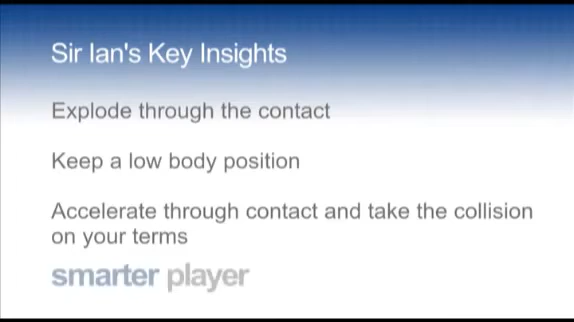 Sir Ian's Key Insights
Explode through the contact
Keep a low body position
Accelerate through contact and take the collision
on your terms
smarter player